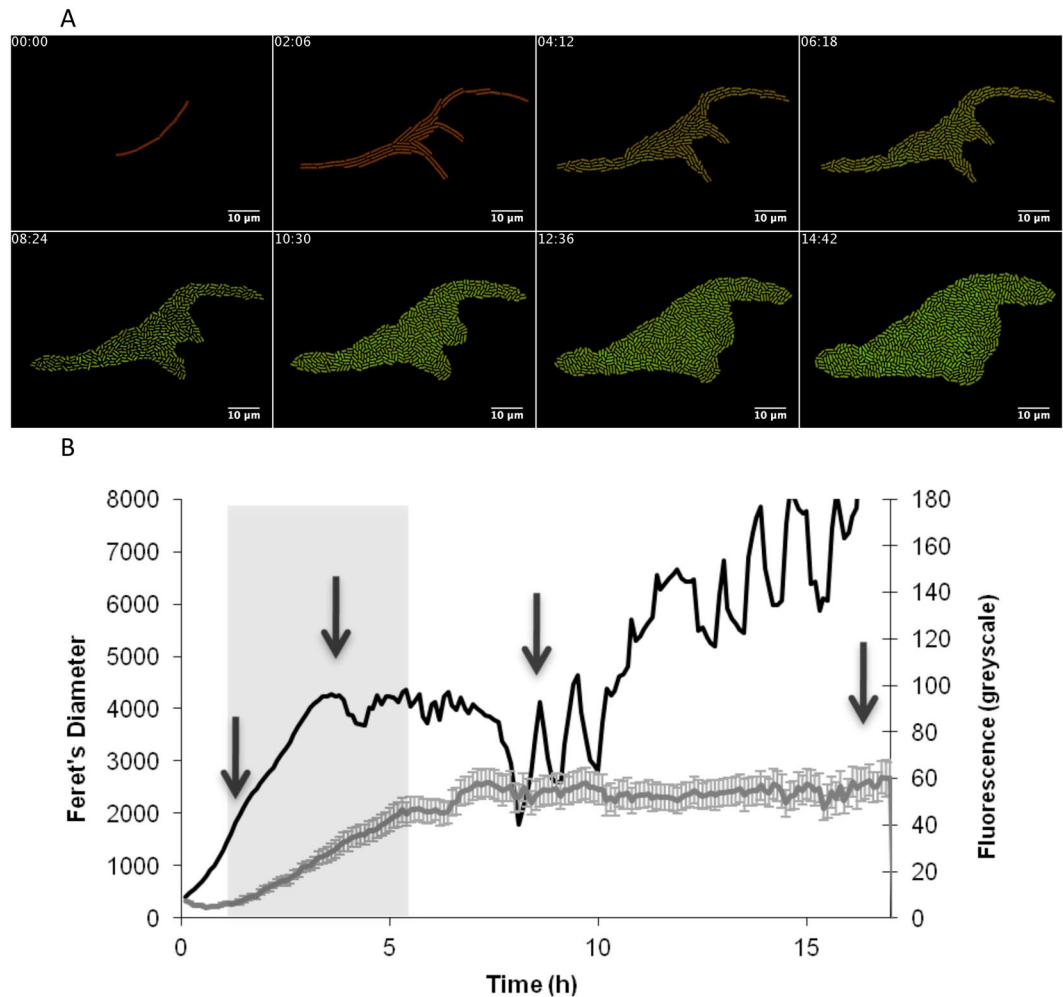 A
00:00
02:06
04:12
06:18
10 μm
10 μm
10 μm
10 μm
08:24
10:30
12:36
14:42
10 μm
10 μm
10 μm
10 μm
B
8000
7000
6000
5000
4000
3000
2000
1000
0
Feret's Diameter
180
160
140
120
100
80
60
40
20
0
Fluorescence (greyscale)
0
5
10
15
Time (h)